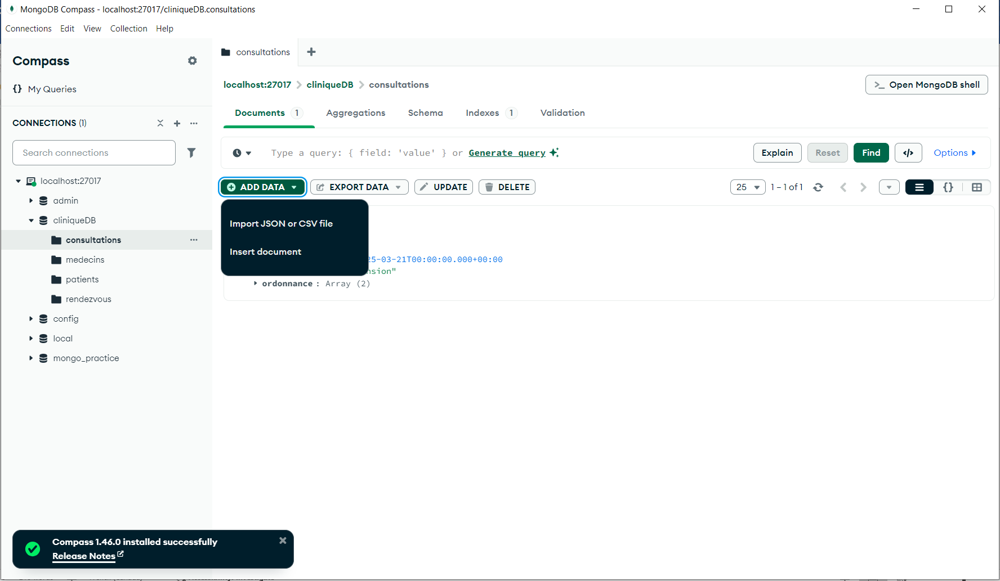 MongoDB Compass - localhost:27017/cliniqueDB.consultations
Connections Edit View Collection Help
Compass
{} My Queries
CONNECTIONS (1)
Search connections
localhost:27017
admin
cliniqueDB
consultations
medecins
patients
rendezvous
config
local
mongo_practice
consultations
localhost:27017 > cliniqueDB > consultations
>_ Open MongoDB shell
Documents 1 Aggregations Schema Indexes 1 Validation
Type a query: { field: 'value' } or Generate query
Explain Reset Find </> Options
ADD DATA EXPORT DATA UPDATE DELETE
25 1 – 1 of 1 {}
Import JSON or CSV file
Insert document
25-03-21T00:00:00.000+00:00
nsion"
ordonnance : Array (2)
Compass 1.46.0 installed successfully
Release Notes